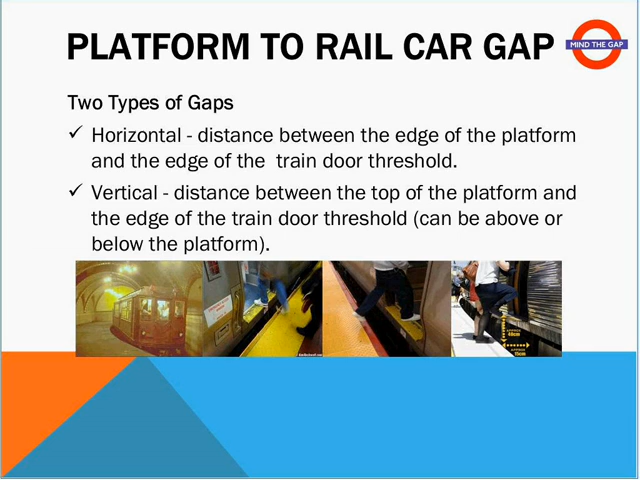 PLATFORM TO RAIL CAR GAP
MIND THE GAP
Two Types of Gaps
✓ Horizontal - distance between the edge of the platform
and the edge of the train door threshold.
✓ Vertical - distance between the top of the platform and
the edge of the train door threshold (can be above or
below the platform).
APPROX
APPROX